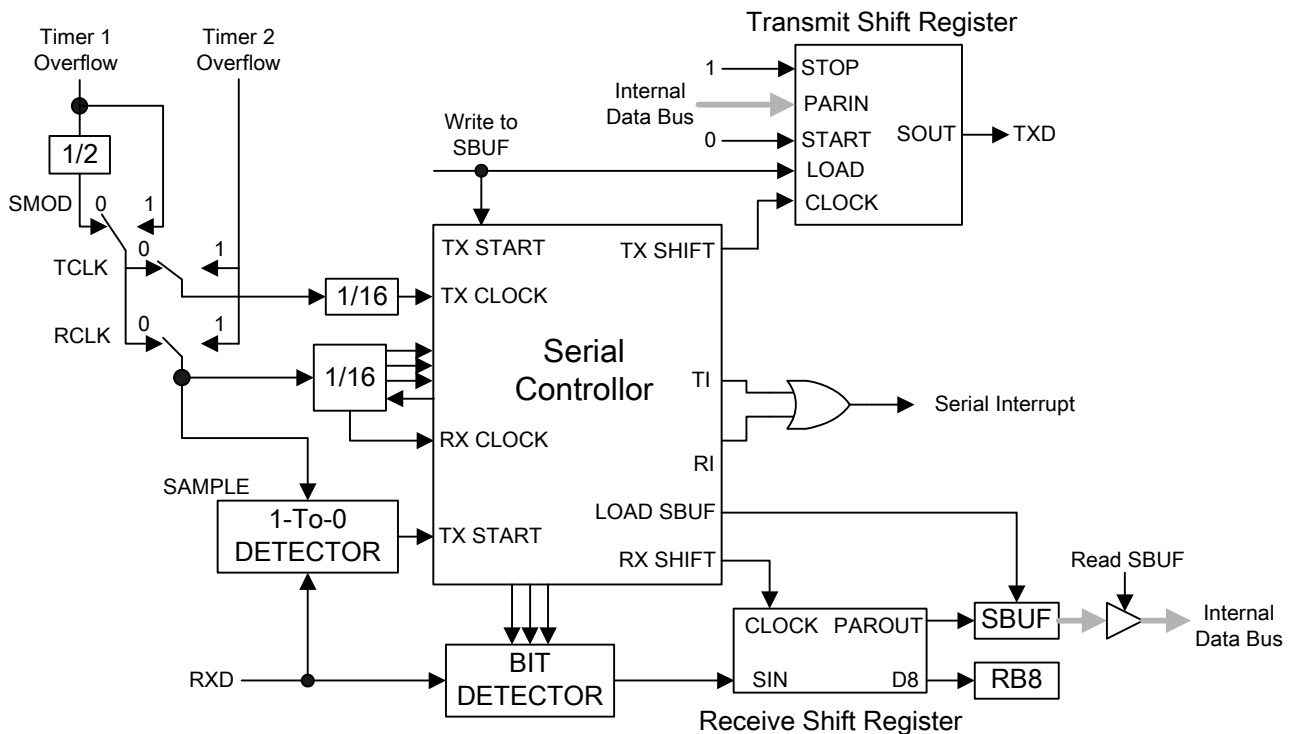 Transmit Shift Register
Timer 1
Overflow
Timer 2
Overflow
1
STOP
Internal
Data Bus
PARIN
Write to
SBUF
0
START
SOUT
TXD
1/2
LOAD
CLOCK
SMOD
0
1
TX START
TX SHIFT
TCLK
0
1
1/16
TX CLOCK
RCLK
0
1
Serial
Controllor
1/16
TI
Serial Interrupt
RX CLOCK
RI
SAMPLE
1-To-0
DETECTOR
TX START
LOAD SBUF
RX SHIFT
Read SBUF
CLOCK
PAROUT
SBUF
Internal
Data Bus
RXD
BIT
DETECTOR
SIN
D8
RB8
Receive Shift Register